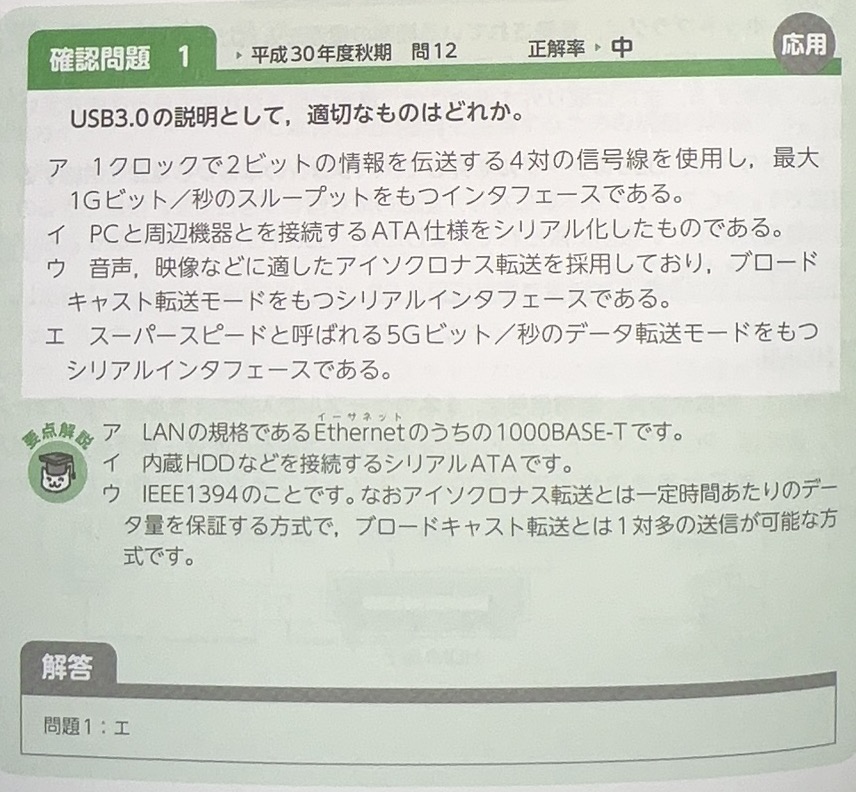 確認問題 1 ▸ 平成30年度秋期 問12 正解率 ▸ 中 応用
USB3.0の説明として，適切なものはどれか。
ア 1クロックで2ビットの情報を伝送する4対の信号線を使用し，最大
1Gビット／秒のスループットをもつインタフェースである。
イ PCと周辺機器とを接続するATA仕様をシリアル化したものである。
ウ 音声，映像などに適したアイソクロナス転送を採用しており，ブロード
キャスト転送モードをもつシリアルインタフェースである。
エ スーパースピードと呼ばれる5Gビット／秒のデータ転送モードをもつ
シリアルインタフェースである。
要点解説
イーサネット
ア LANの規格であるEthernetのうちの1000BASE-Tです。
イ 内蔵HDDなどを接続するシリアルATAです。
ウ IEEE1394のことです。なおアイソクロナス転送とは一定時間あたりのデー
タ量を保証する方式で，ブロードキャスト転送とは1対多の送信が可能な方
式です。
解答
問題1：エ